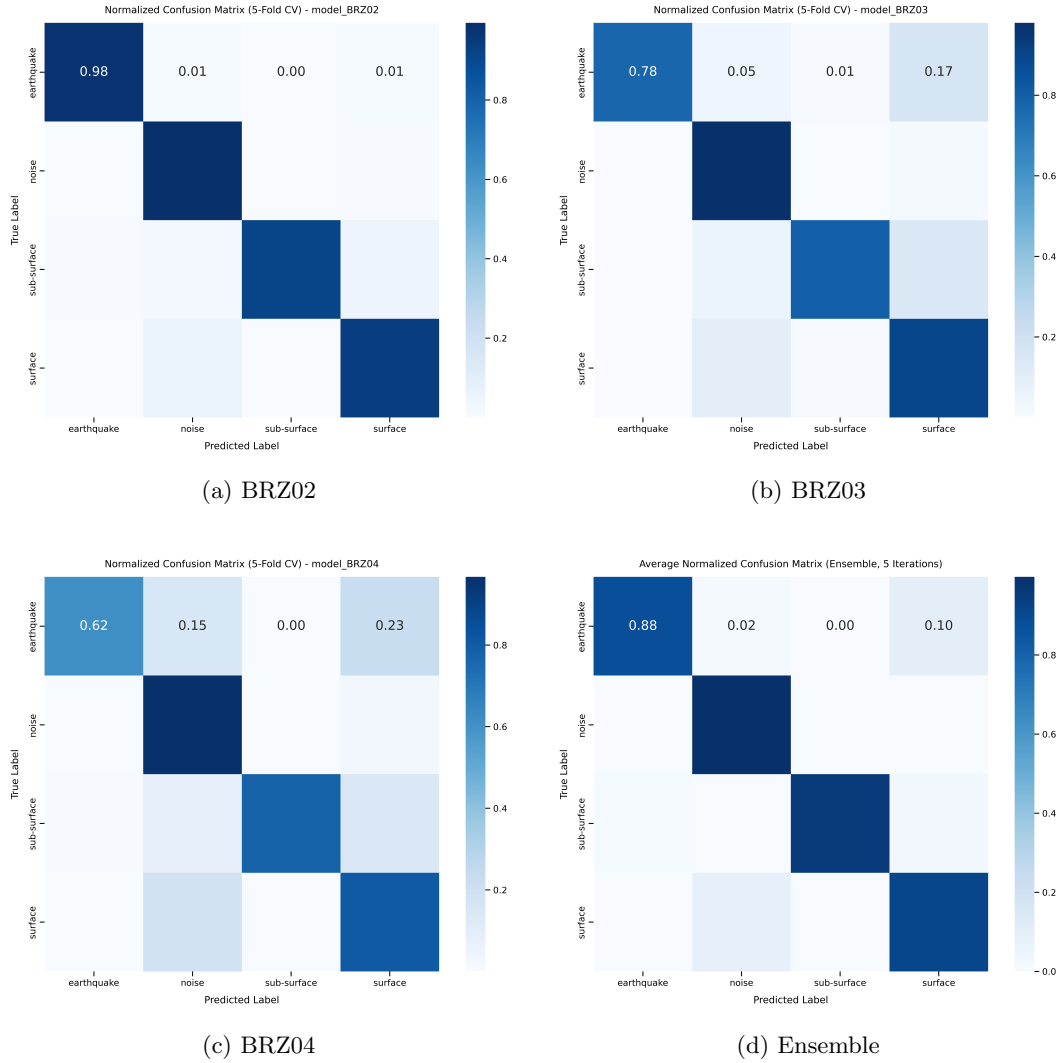 Normalized Confusion Matrix (5-Fold CV) - model_BRZ02
earthquake
0.98 0.01 0.00 0.01
0.8
noise
0.6
True Label
sub-surface
0.4
0.2
surface
earthquake noise sub-surface surface
Predicted Label
(a) BRZ02
Normalized Confusion Matrix (5-Fold CV) - model_BRZ03
earthquake
0.78 0.05 0.01 0.17
0.8
noise
0.6
True Label
sub-surface
0.4
0.2
surface
earthquake noise sub-surface surface
Predicted Label
(b) BRZ03
Normalized Confusion Matrix (5-Fold CV) - model_BRZ04
earthquake
0.62 0.15 0.00 0.23
0.8
noise
0.6
True Label
sub-surface
0.4
0.2
surface
earthquake noise sub-surface surface
Predicted Label
(c) BRZ04
Average Normalized Confusion Matrix (Ensemble, 5 Iterations)
earthquake
0.88 0.02 0.00 0.10
0.8
noise
0.6
True Label
sub-surface
0.4
0.2
surface
0.0
earthquake noise sub-surface surface
Predicted Label
(d) Ensemble